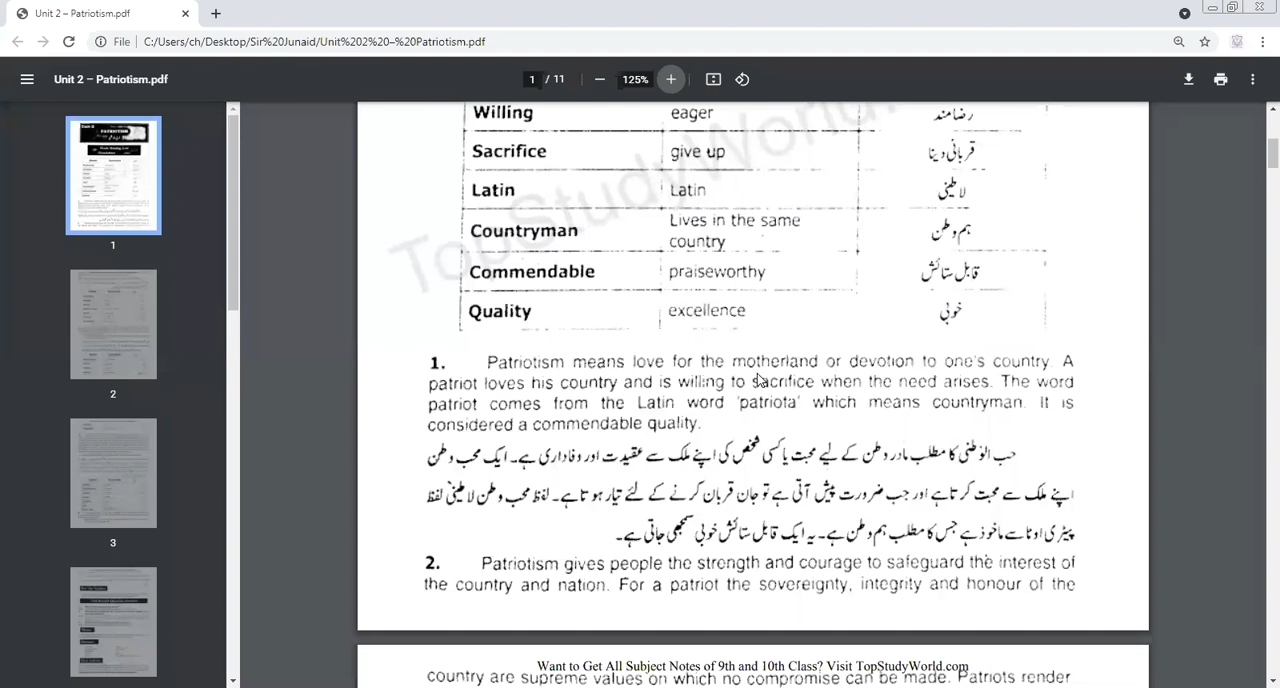 Unit 2 – Patriotism.pdf
File C:/Users/ch/Desktop/Sir%20Junaid/Unit%202%20–%20Patriotism.pdf
Unit 2 – Patriotism.pdf 1 / 11 125%
Willing eager رضا مند
Sacrifice give up قربانی دینا
Latin Latin لاطینی
Countryman Lives in the same country ہم وطن
Commendable praiseworthy قابل ستائش
Quality excellence خوبی
1. Patriotism means love for the motherland or devotion to one's country. A
patriot loves his country and is willing to sacrifice when the need arises. The word
patriot comes from the Latin word 'patriota' which means countryman. It is
considered a commendable quality.
حب الوطنی کا مطلب مادر وطن کے لیے محبت یا کسی شخص کی اپنے ملک سے عقیدت اور وفاداری ہے۔ ایک محب وطن
اپنے ملک سے محبت کرتا ہے اور جب ضرورت پیش آتی ہے تو جان قربان کرنے کے لئے تیار ہوتا ہے۔ لفظ محب وطن لاطینی لفظ
پیٹری اوٹا سے ماخوذ ہے جس کا مطلب ہم وطن ہے۔ یہ ایک قابل ستائش خوبی سمجھی جاتی ہے۔
2. Patriotism gives people the strength and courage to safeguard the interest of
the country and nation. For a patriot the sovereignty, integrity and honour of the
Want to Get All Subject Notes of 9th and 10th Class? Visit TopStudyWorld.com
country are supreme values on which no compromise can be made. Patriots render
TopStudyWorld.
PATRIOTISM
1
2
3